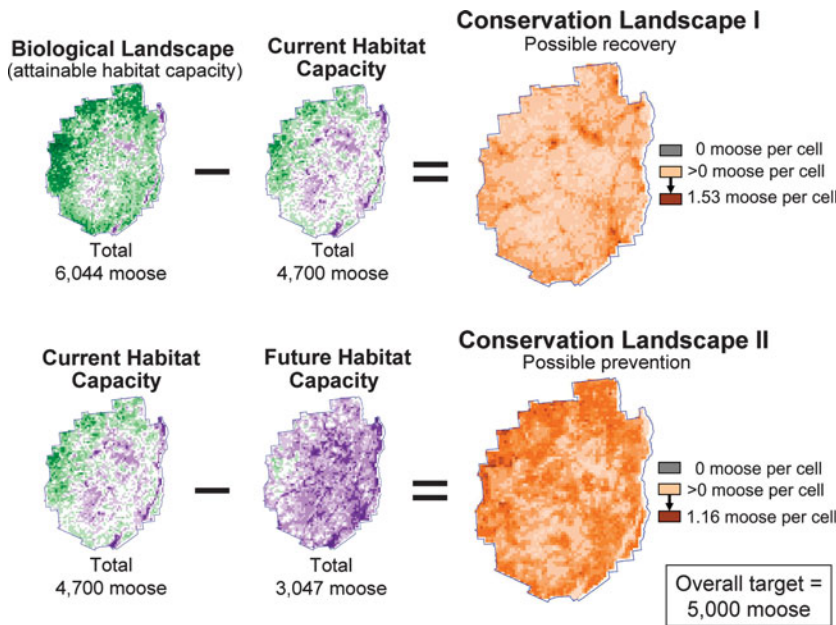 Biological Landscape
(attainable habitat capacity)
Current Habitat
Capacity
Conservation Landscape I
Possible recovery
Total
6,044 moose
Total
4,700 moose
0 moose per cell
>0 moose per cell
1.53 moose per cell
Current Habitat
Capacity
Future Habitat
Capacity
Conservation Landscape II
Possible prevention
Total
4,700 moose
Total
3,047 moose
0 moose per cell
>0 moose per cell
1.16 moose per cell
Overall target =
5,000 moose